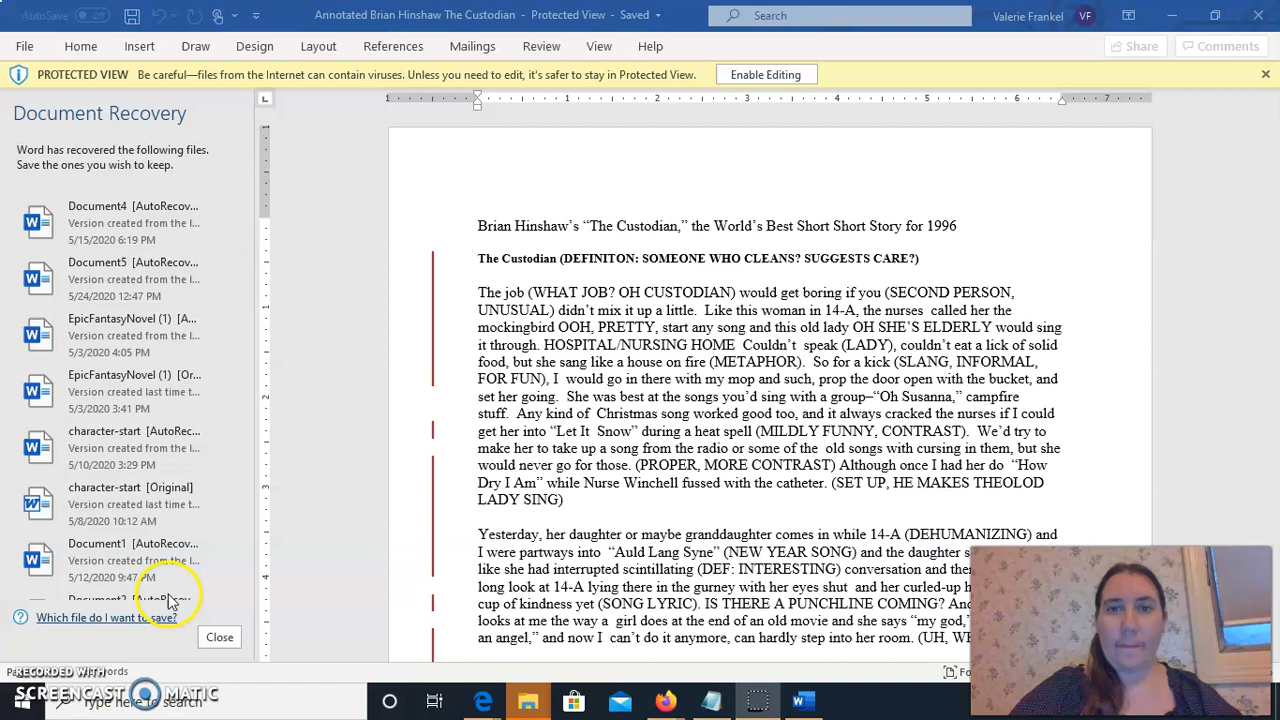 AutoSave Off
Annotated Brian Hinshaw The Custodian - Protected View - Saved
Search
Valerie Frankel VF
File Home Insert Draw Design Layout References Mailings Review View Help
Share Comments
PROTECTED VIEW Be careful—files from the Internet can contain viruses. Unless you need to edit, it's safer to stay in Protected View. Enable Editing
Document Recovery
Word has recovered the following files.
Save the ones you wish to keep.
Document4 [AutoRecov...
Version created from the l...
5/15/2020 6:19 PM
Document5 [AutoRecov...
Version created from the l...
5/24/2020 12:47 PM
EpicFantasyNovel (1) [A...
Version created from the l...
5/3/2020 4:05 PM
EpicFantasyNovel (1) [Or...
Version created last time t...
5/3/2020 3:41 PM
character-start [AutoRec...
Version created from the l...
5/10/2020 3:29 PM
character-start [Original]
Version created last time t...
5/8/2020 10:12 AM
Document1 [AutoRecov...
Version created from the l...
5/12/2020 9:47 PM
Which file do I want to save?
Close
1 1 2 3 4 5 6 7
1
1
2
3
4
Brian Hinshaw's “The Custodian,” the World's Best Short Short Story for 1996
The Custodian (DEFINITON: SOMEONE WHO CLEANS? SUGGESTS CARE?)
The job (WHAT JOB? OH CUSTODIAN) would get boring if you (SECOND PERSON,
UNUSUAL) didn't mix it up a little. Like this woman in 14-A, the nurses called her the
mockingbird OOH, PRETTY, start any song and this old lady OH SHE'S ELDERLY would sing
it through. HOSPITAL/NURSING HOME Couldn't speak (LADY), couldn't eat a lick of solid
food, but she sang like a house on fire (METAPHOR). So for a kick (SLANG, INFORMAL,
FOR FUN), I would go in there with my mop and such, prop the door open with the bucket, and
set her going. She was best at the songs you'd sing with a group–“Oh Susanna,” campfire
stuff. Any kind of Christmas song worked good too, and it always cracked the nurses if I could
get her into “Let It Snow” during a heat spell (MILDLY FUNNY, CONTRAST). We'd try to
make her to take up a song from the radio or some of the old songs with cursing in them, but she
would never go for those. (PROPER, MORE CONTRAST) Although once I had her do “How
Dry I Am” while Nurse Winchell fussed with the catheter. (SET UP, HE MAKES THEOLOD
LADY SING)
Yesterday, her daughter or maybe granddaughter comes in while 14-A (DEHUMANIZING) and
I were partways into “Auld Lang Syne” (NEW YEAR SONG) and the daughter
like she had interrupted scintillating (DEF: INTERESTING) conversation and
long look at 14-A lying there in the gurney with her eyes shut and her curled-up
cup of kindness yet (SONG LYRIC). IS THERE A PUNCHLINE COMING?
looks at me the way a girl does at the end of an old movie and she says “my god,”
an angel,” and now I can't do it anymore, can hardly step into her room. (UH,
RECORDED WITH
SCREENCAST MATIC
Type here to search